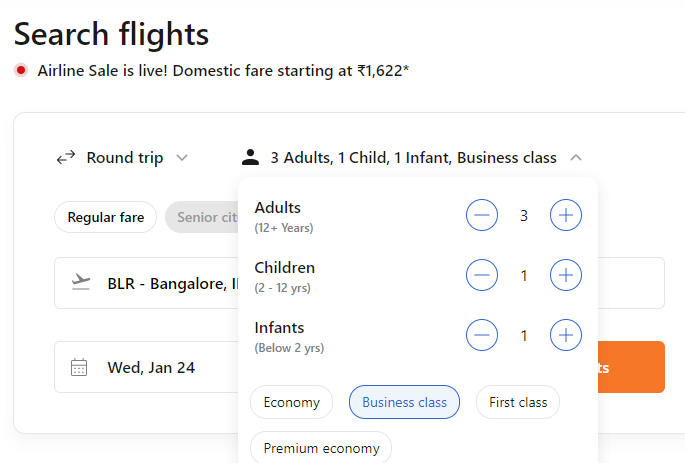 Search flights
Airline Sale is live! Domestic fare starting at ₹1,622*
Round trip
3 Adults, 1 Child, 1 Infant, Business class
Regular fare
Senior cit
Adults
3
(12+ Years)
BLR - Bangalore,
Children
1
(2 - 12 yrs)
Infants
1
(Below 2 yrs)
Wed, Jan 24
Economy
Business class
First class
Premium economy